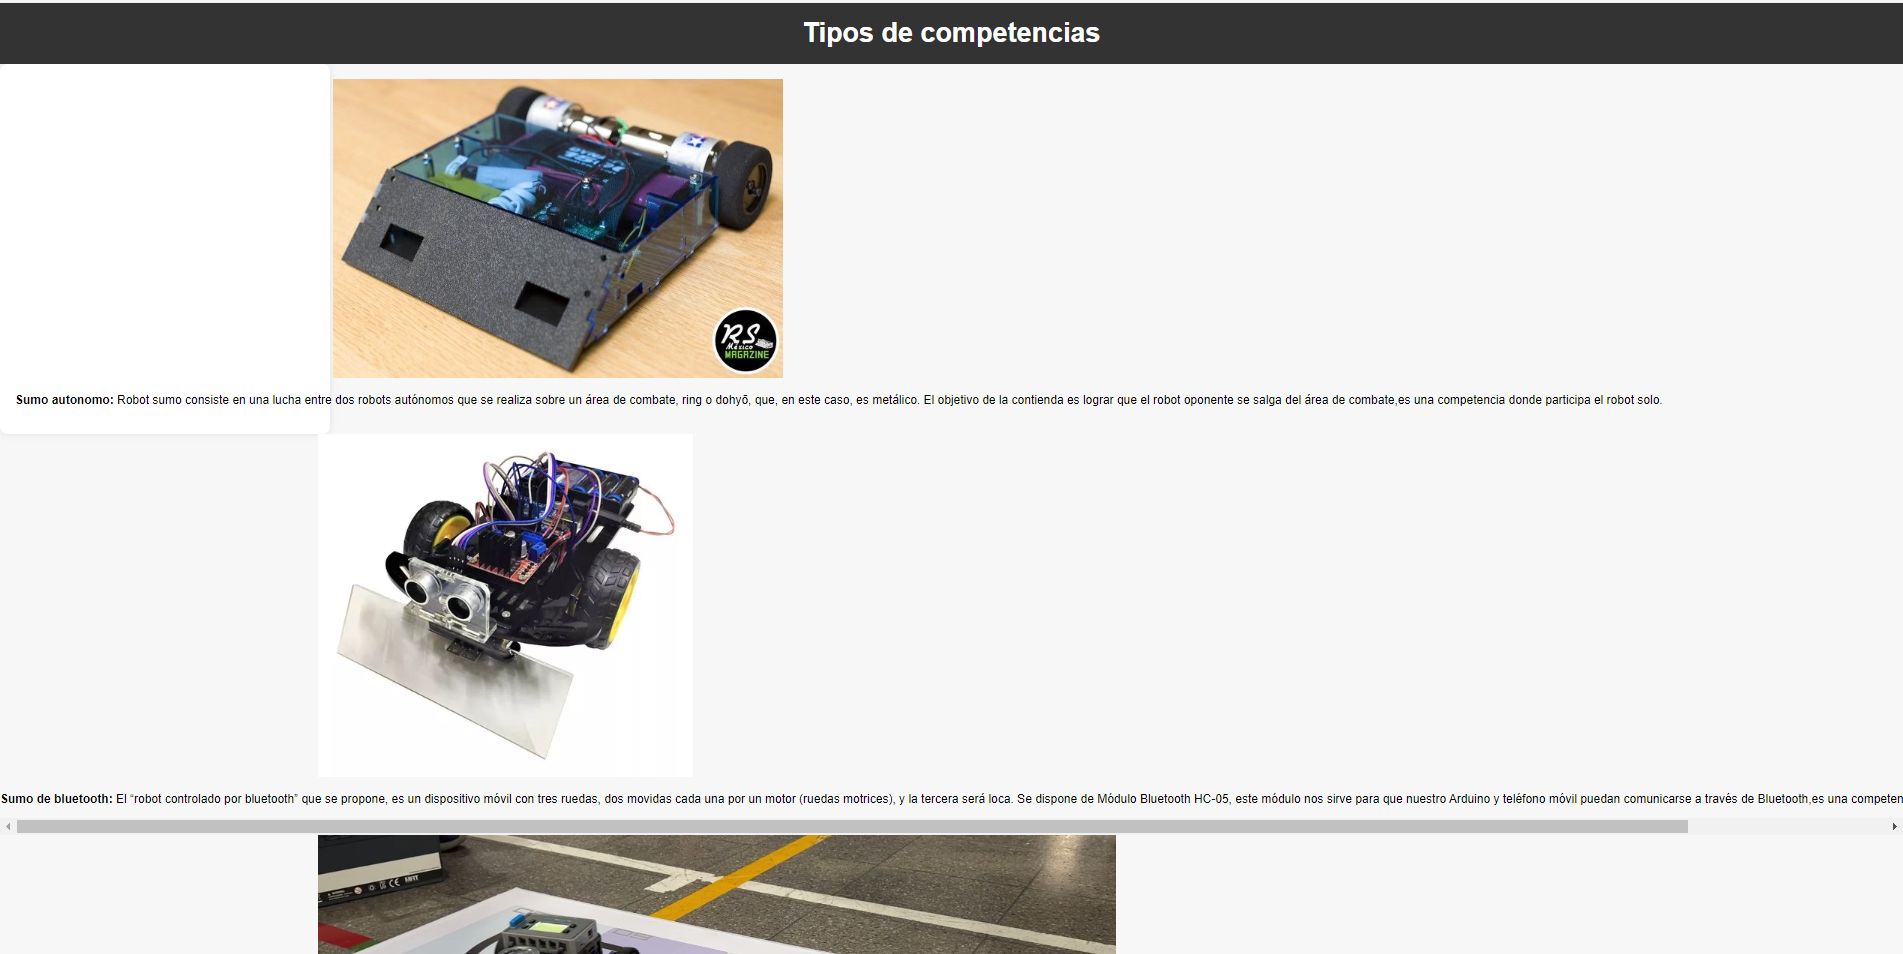 Tipos de competencias
RS
México
MAGAZINE
Sumo autonomo: Robot sumo consiste en una lucha entre dos robots autónomos que se realiza sobre un área de combate, ring o dohyō, que, en este caso, es metálico. El objetivo de la contienda es lograr que el robot oponente se salga del área de combate,es una competencia donde participa el robot solo.
Sumo de bluetooth: El “robot controlado por bluetooth” que se propone, es un dispositivo móvil con tres ruedas, dos movidas cada una por un motor (ruedas motrices), y la tercera será loca. Se dispone de Módulo Bluetooth HC-05, este módulo nos sirve para que nuestro Arduino y teléfono móvil puedan comunicarse a través de Bluetooth,es una competen